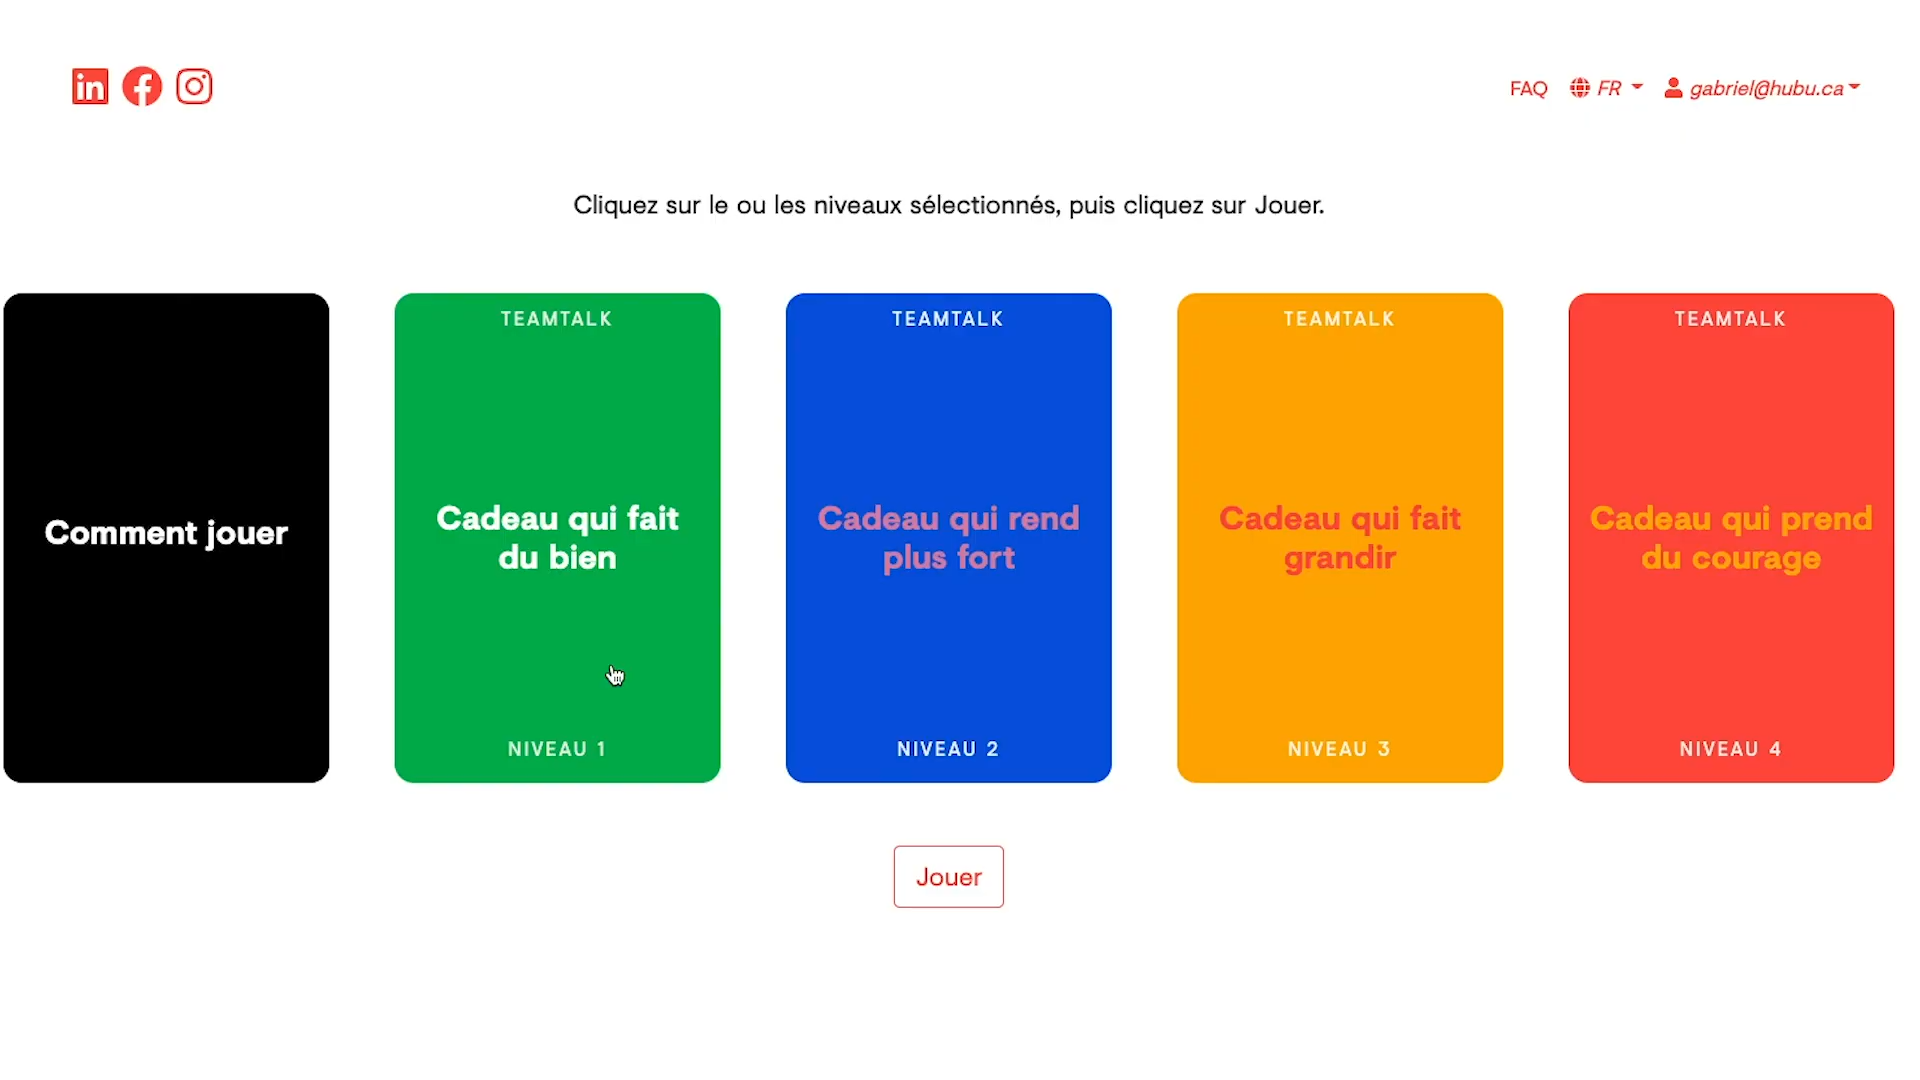 FAQ
FR
gabriel@hubu.ca
Cliquez sur le ou les niveaux sélectionnés, puis cliquez sur Jouer.
Comment jouer
TEAMTALK
Cadeau qui fait
du bien
NIVEAU 1
TEAMTALK
Cadeau qui rend
plus fort
NIVEAU 2
TEAMTALK
Cadeau qui fait
grandir
NIVEAU 3
TEAMTALK
Cadeau qui prend
du courage
NIVEAU 4
Jouer